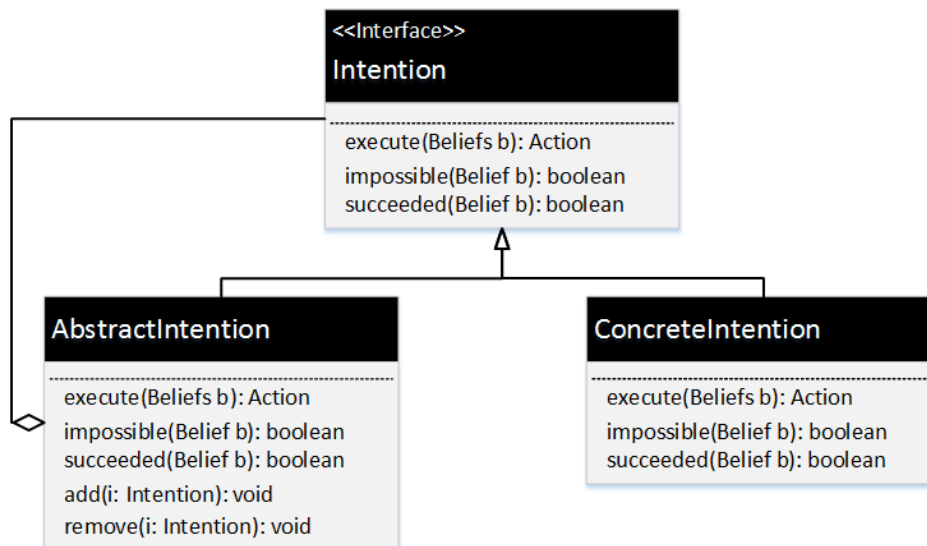 <<Interface>>
Intention
execute(Beliefs b): Action
impossible(Belief b): boolean
succeeded(Belief b): boolean
AbstractIntention
execute(Beliefs b): Action
impossible(Belief b): boolean
succeeded(Belief b): boolean
add(i: Intention): void
remove(i: Intention): void
ConcreteIntention
execute(Beliefs b): Action
impossible(Belief b): boolean
succeeded(Belief b): boolean